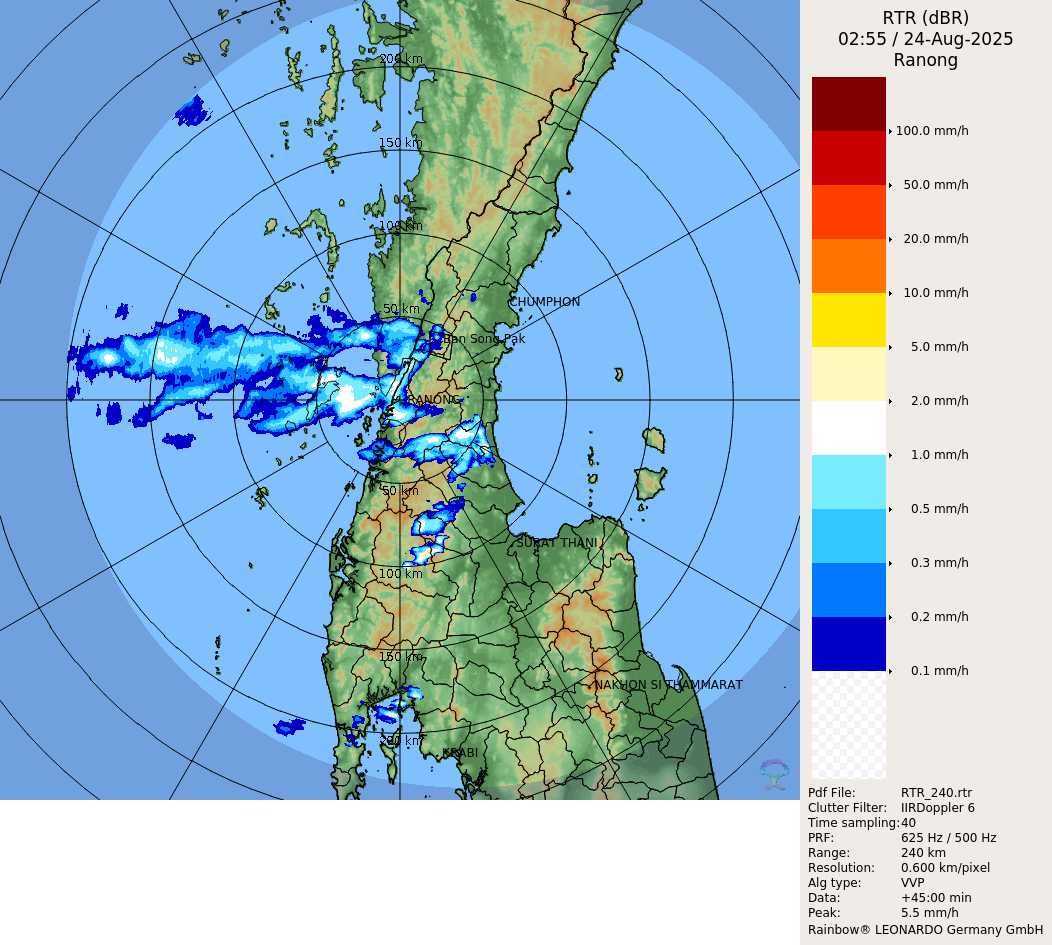 RTR (dBR)
02:55 / 24-Aug-2025
Ranong
200 km
150 km
100 km
50 km
CHUMPHON
Ban Song Pak
RANONG
50 km
SURAT THANI
100 km
150 km
NAKHON SI THAMMARAT
200 km
KRABI
100.0 mm/h
50.0 mm/h
20.0 mm/h
10.0 mm/h
5.0 mm/h
2.0 mm/h
1.0 mm/h
0.5 mm/h
0.3 mm/h
0.2 mm/h
0.1 mm/h
Pdf File: RTR_240.rtr
Clutter Filter: IIRDoppler 6
Time sampling:40
PRF: 625 Hz / 500 Hz
Range: 240 km
Resolution: 0.600 km/pixel
Alg type: VVP
Data: +45:00 min
Peak: 5.5 mm/h
Rainbow® LEONARDO Germany GmbH